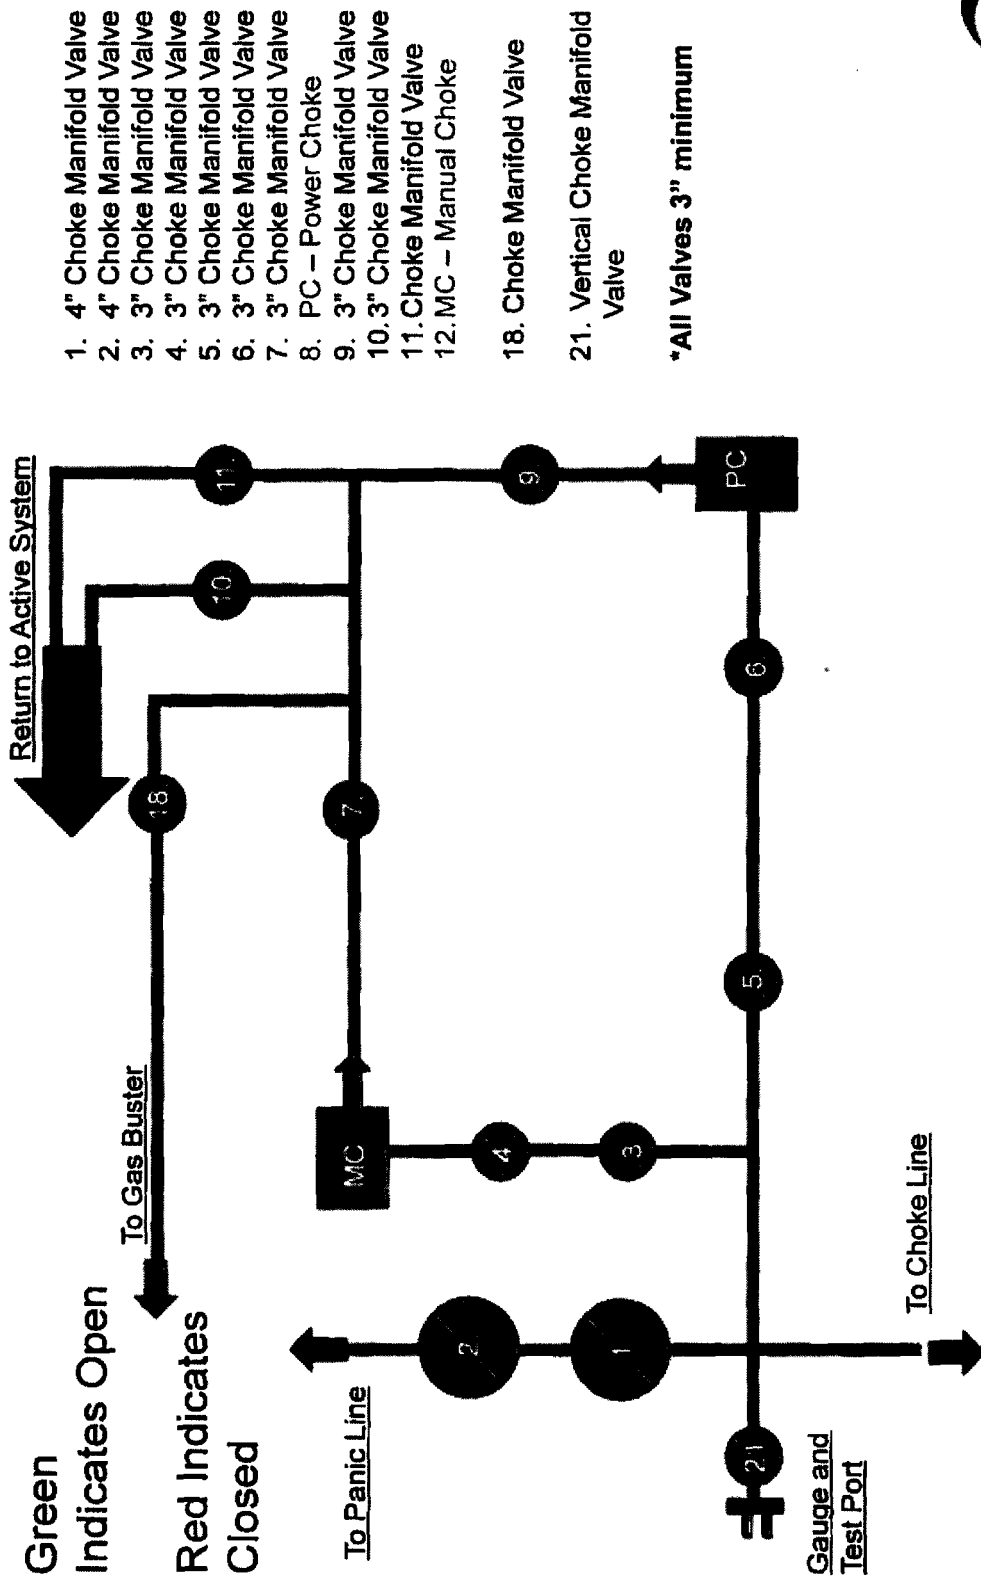 Green
Indicates Open
Red Indicates
Closed
To Gas Buster
Return to Active System
To Panic Line
To Choke Line
Gauge and
Test Port
18.
11.
10.
7.
9.
MC
4
3
2
1
21
5.
6.
PC
1. 4" Choke Manifold Valve
2. 4" Choke Manifold Valve
3. 3" Choke Manifold Valve
4. 3" Choke Manifold Valve
5. 3" Choke Manifold Valve
6. 3" Choke Manifold Valve
7. 3" Choke Manifold Valve
8. PC – Power Choke
9. 3" Choke Manifold Valve
10. 3" Choke Manifold Valve
11. Choke Manifold Valve
12. MC – Manual Choke
18. Choke Manifold Valve
21. Vertical Choke Manifold
Valve
*All Valves 3" minimum